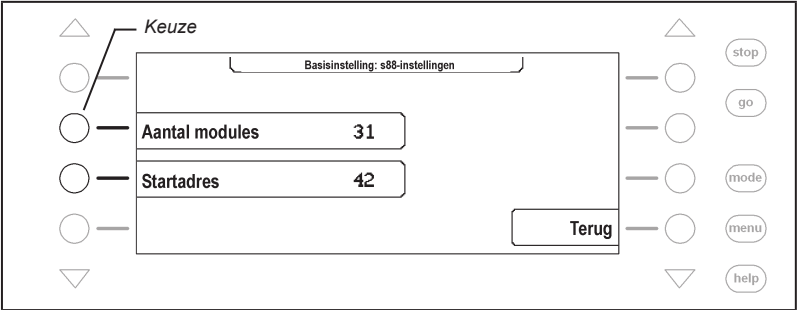 Keuze
stop
Basisinstelling: s88-instellingen
go
Aantal modules 31
Startadres 42
mode
Terug
menu
help